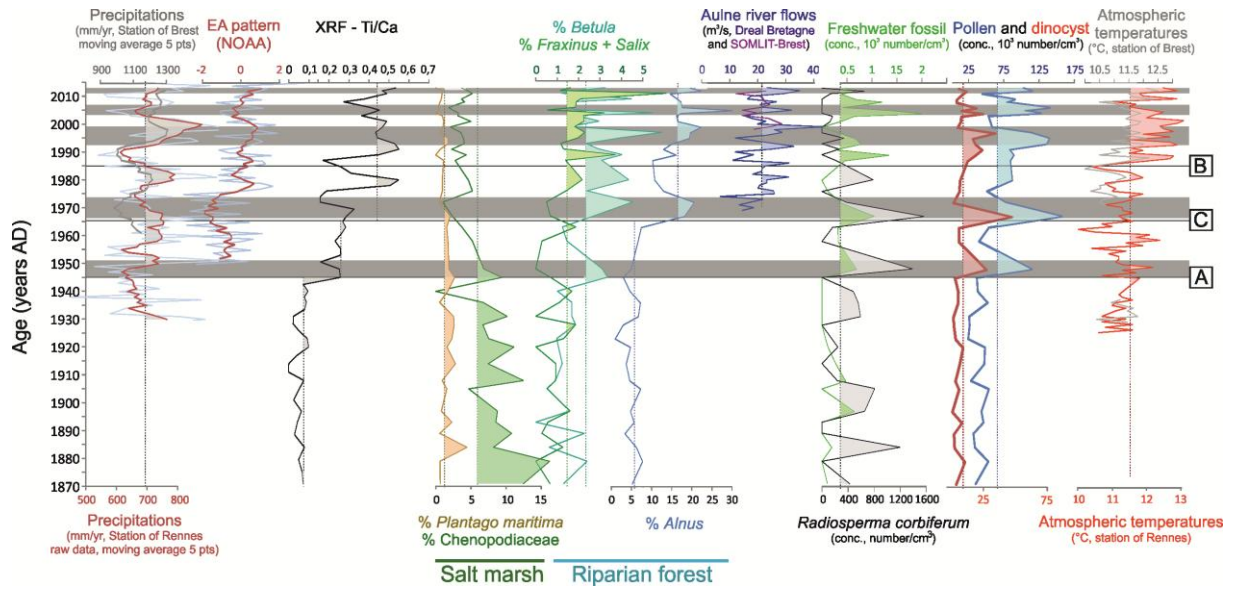 Precipitations
(mm/yr, Station of Brest
moving average 5 pts)
900 1100 1300
EA pattern
(NOAA)
-2 0 2
XRF - Ti/Ca
0 0,1 0,2 0,3 0,4 0,5 0,6 0,7
% Betula
% Fraxinus + Salix
0 1 2 3 4 5
Aulne river flows
(m³/s, Dreal Bretagne
and SOMLIT-Brest)
0 10 20 30 40
Freshwater fossil
(conc., 10³ number/cm³)
0.5 1 1.5 2
Pollen and dinocyst
(conc., 10³ number/cm³)
25 75 125 175
Atmospheric
temperatures
(°C, station of Brest)
10,5 11.5 12.5
Age (years AD)
2010
2000
1990
1980
1970
1960
1950
1940
1930
1920
1910
1900
1890
1880
1870
B
C
A
500 600 700 800
Precipitations
(mm/yr, Station of Rennes
raw data, moving average 5 pts)
0 5 10 15
% Plantago maritima
% Chenopodiaceae
Salt marsh
0 5 10 15 20 25 30
% Alnus
Riparian forest
0 400 800 1200 1600
Radiosperma corbiferum
(conc., number/cm³)
25 75
10 11 12 13
Atmospheric temperatures
(°C, station of Rennes)